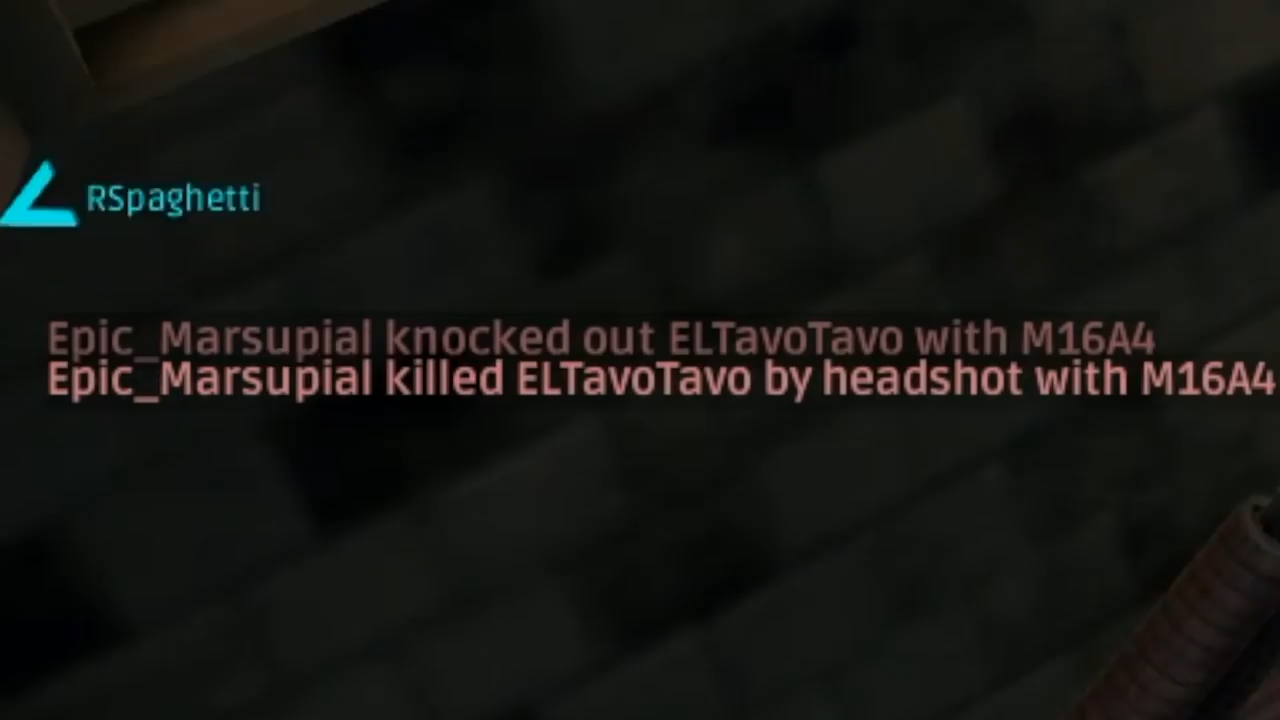 RSpaghetti
Epic_Marsupial knocked out ELTavoTavo with M16A4
Epic_Marsupial killed ELTavoTavo by headshot with M16A4